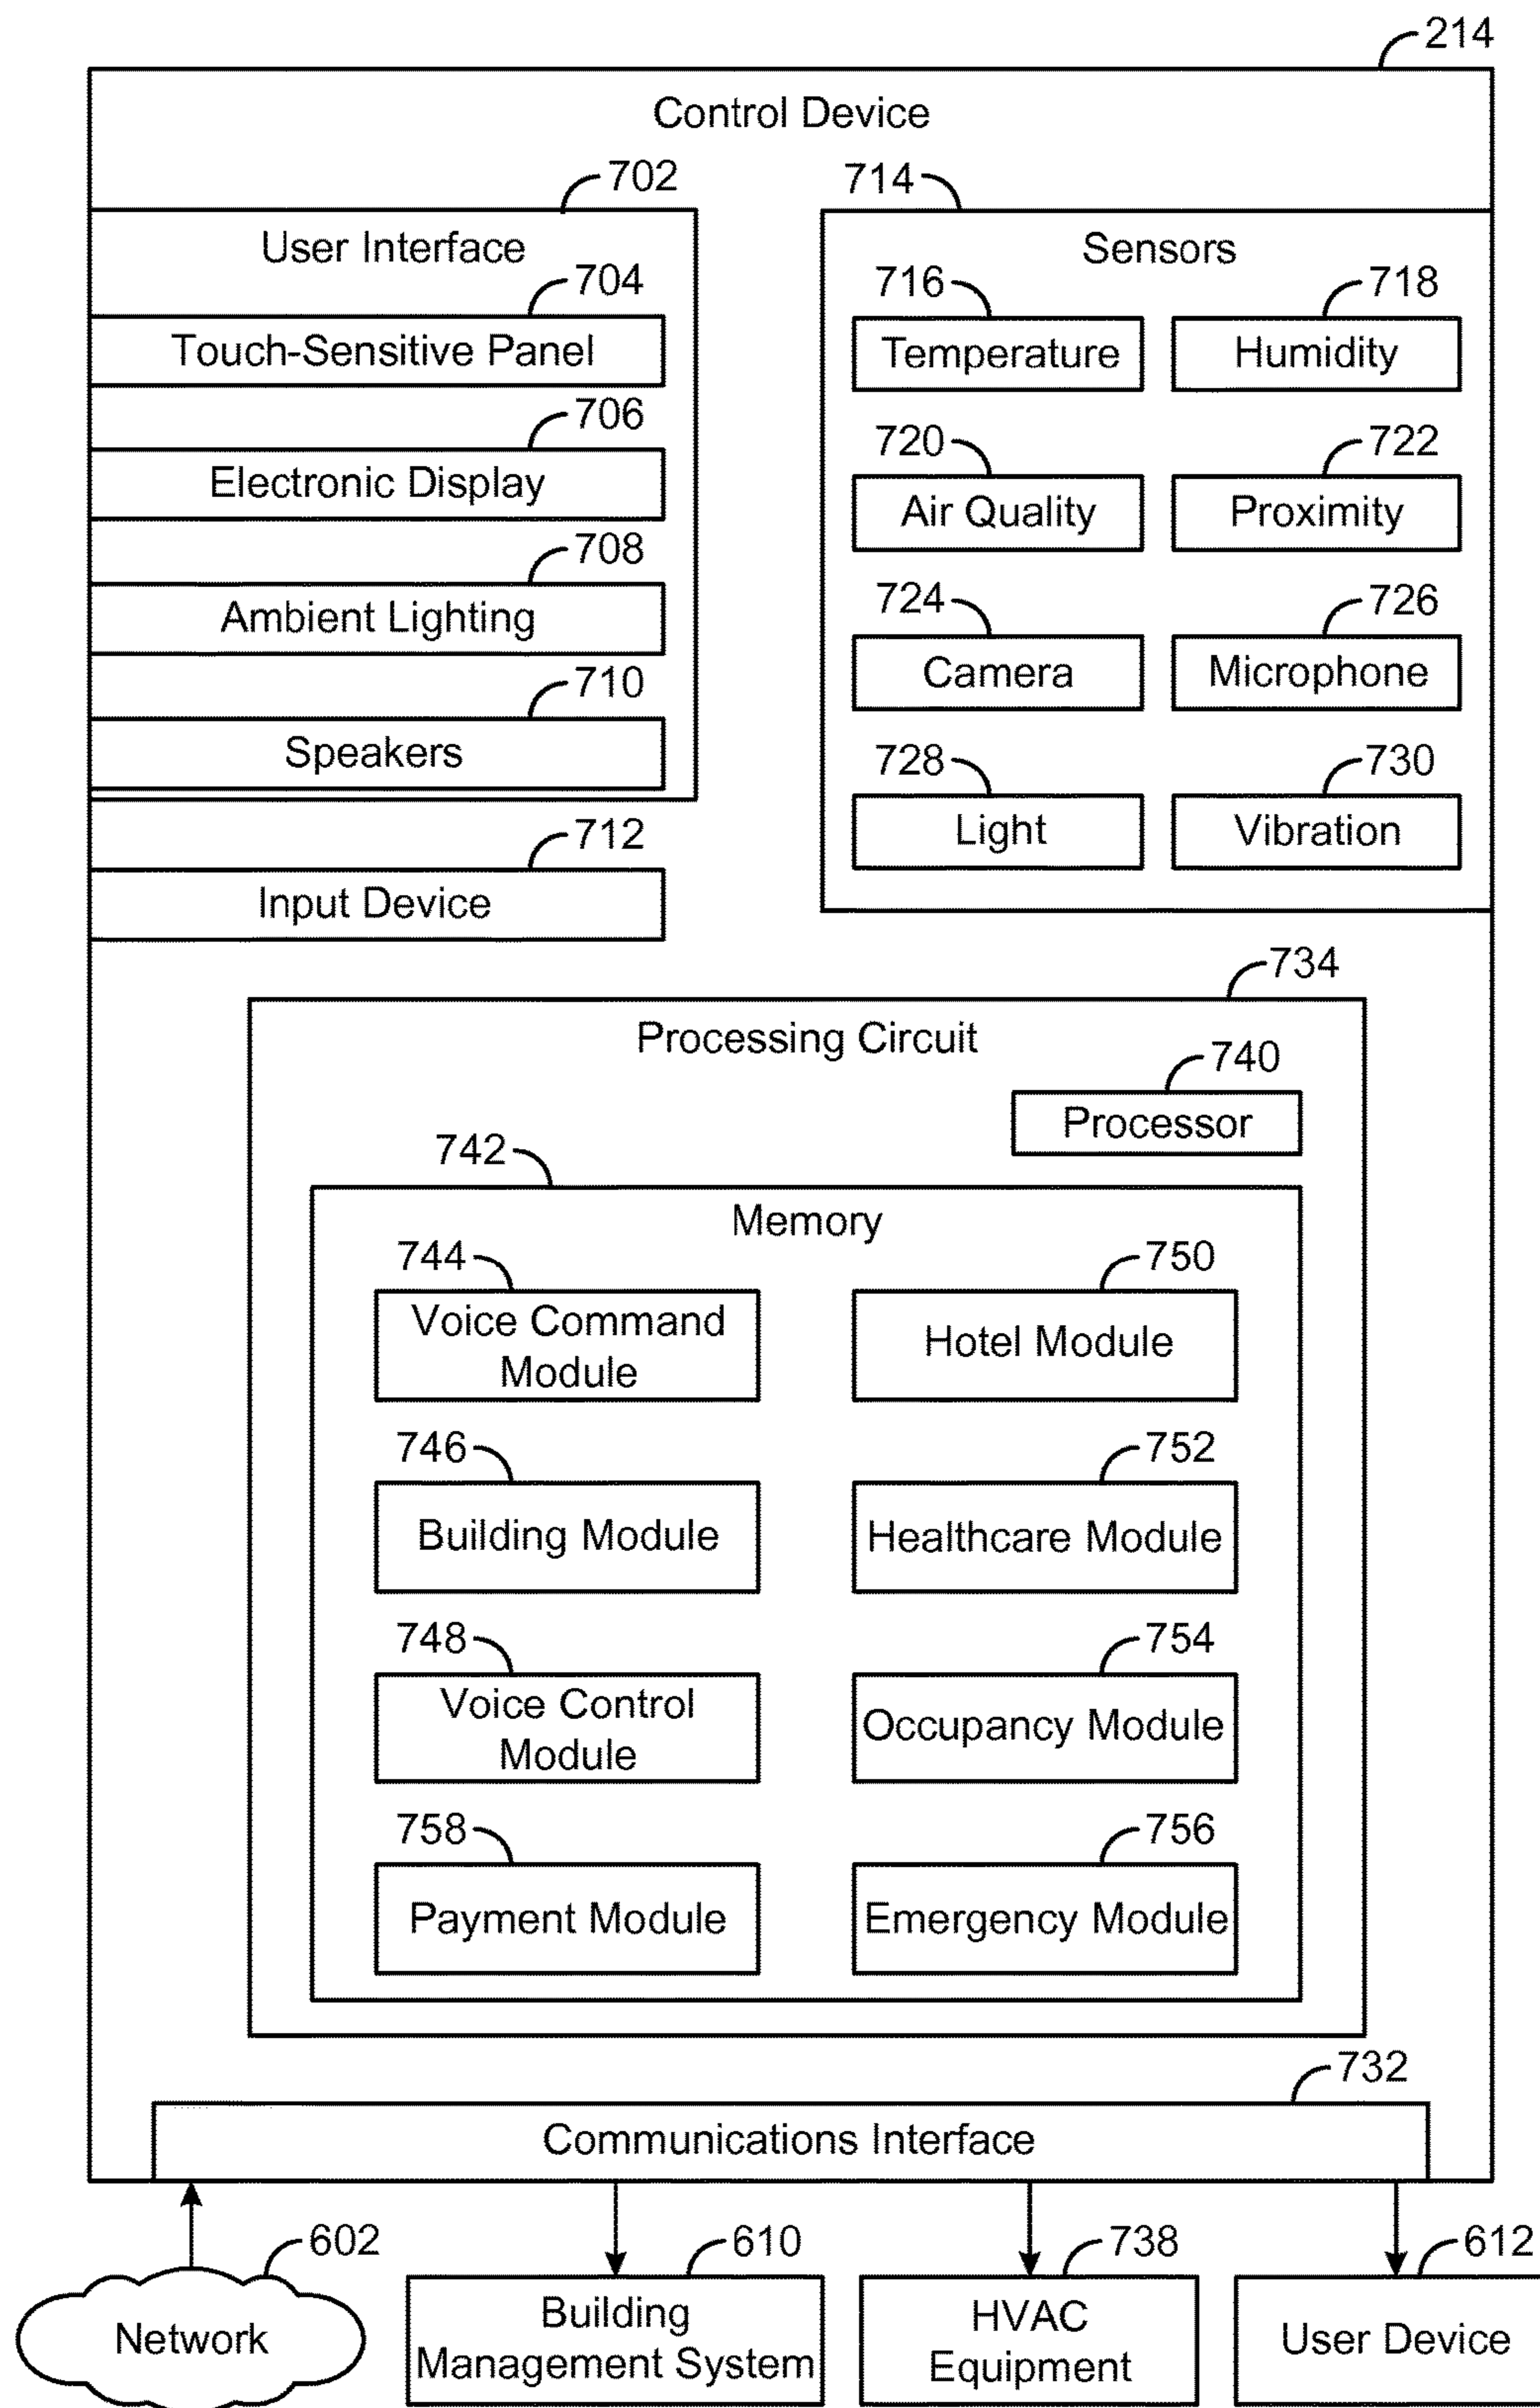 214
Control Device
702
User Interface
704
Touch-Sensitive Panel
706
Electronic Display
708
Ambient Lighting
710
Speakers
712
Input Device
714
Sensors
716
718
Temperature
Humidity
720
722
Air Quality
Proximity
724
726
Camera
Microphone
728
730
Light
Vibration
734
Processing Circuit
740
Processor
742
Memory
744
750
Voice Command
Module
Hotel Module
746
752
Building Module
Healthcare Module
748
754
Voice Control
Module
Occupancy Module
758
756
Payment Module
Emergency Module
732
Communications Interface
602
Network
610
Building
Management System
738
HVAC
Equipment
612
User Device